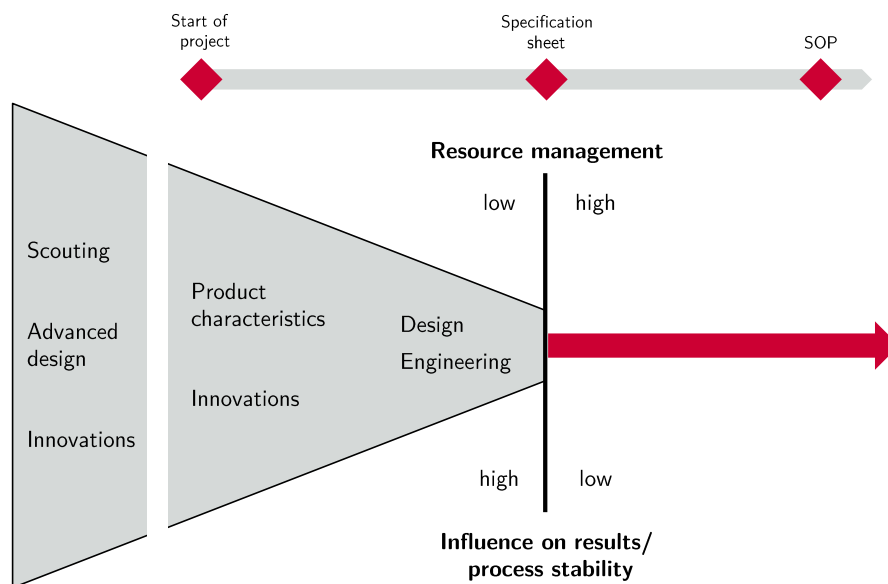 Start of
project
Specification
sheet
SOP
Resource management
low
high
Scouting
Advanced
design
Innovations
Product
characteristics
Innovations
Design
Engineering
high
low
Influence on results/
process stability